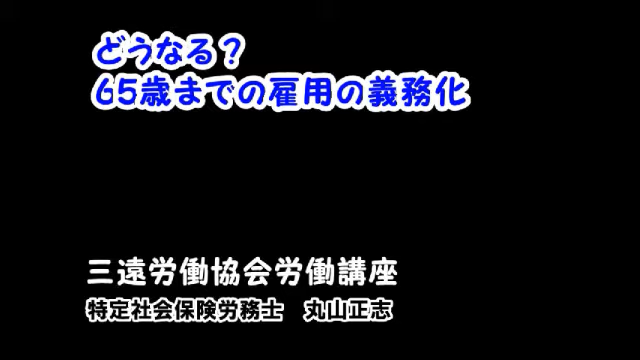 どうなる？
65歳までの雇用の義務化
三遠労働協会労働講座
特定社会保険労務士　丸山正志